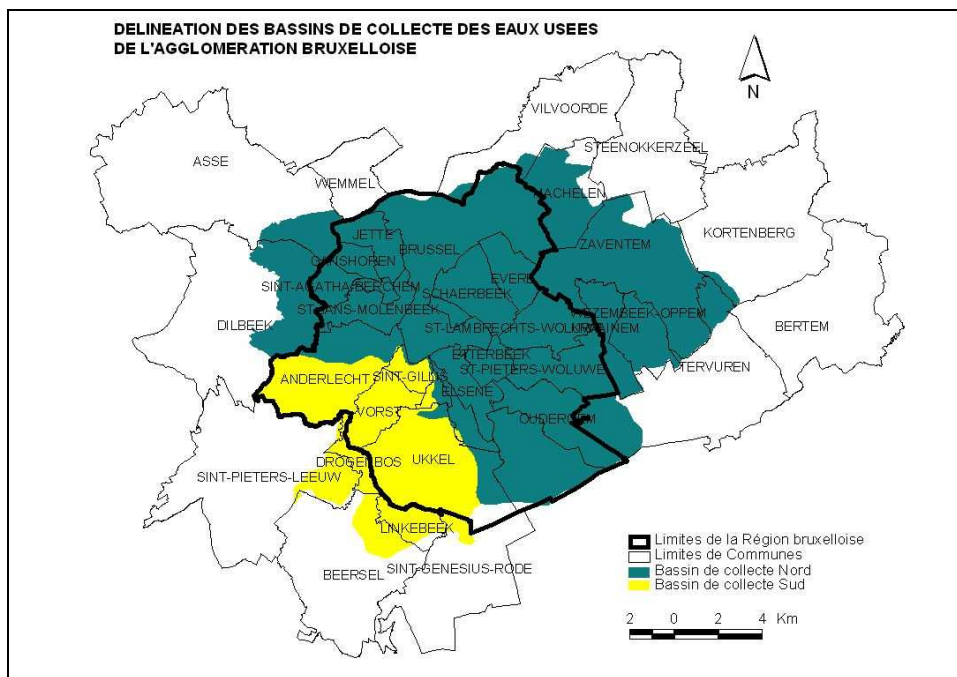 DELINEATION DES BASSINS DE COLLECTE DES EAUX USEES
DE L'AGGLOMERATION BRUXELLOISE
N
VILVOORDE
STEENOKKERZEEL
ASSE
WEMMEL
MACHELEN
JETTE
BRUSSEL
ZAVENTEM
KORTENBERG
GANSHOREN
EVERE
SINT-AGATHA-BERCHEM
SCHAERBEEK
ST-JANS-MOLENBEEK
WEZEMBEEK-OPPEM
DILBEEK
ST-LAMBRECHTS-WOLUWE
KRAAINEM
BERTEM
ETTERBEEK
ST-PIETERS-WOLUWE
TERVUREN
ANDERLECHT
SINT-GILLIS
ELSENE
VORST
OUDERGEM
UKKEL
DROGENBOS
SINT-PIETERS-LEEUW
LINKEBEEK
BEERSEL
SINT-GENESIUS-RODE
Limites de la Région bruxelloise
Limites de Communes
Bassin de collecte Nord
Bassin de collecte Sud
2 0 2 4 Km